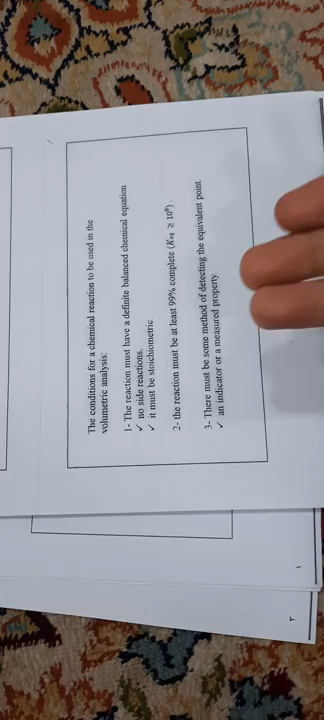 The conditions for a chemical reaction to be used in the
volumetric analysis:
1- The reaction must have a definite balanced chemical equation
✓ no side reactions.
✓ it must be stoichiometric.
2- the reaction must be at least 99% complete (Keq ≥ 10⁸).
3- There must be some method of detecting the equivalent point.
✓ an indicator or a measured property.